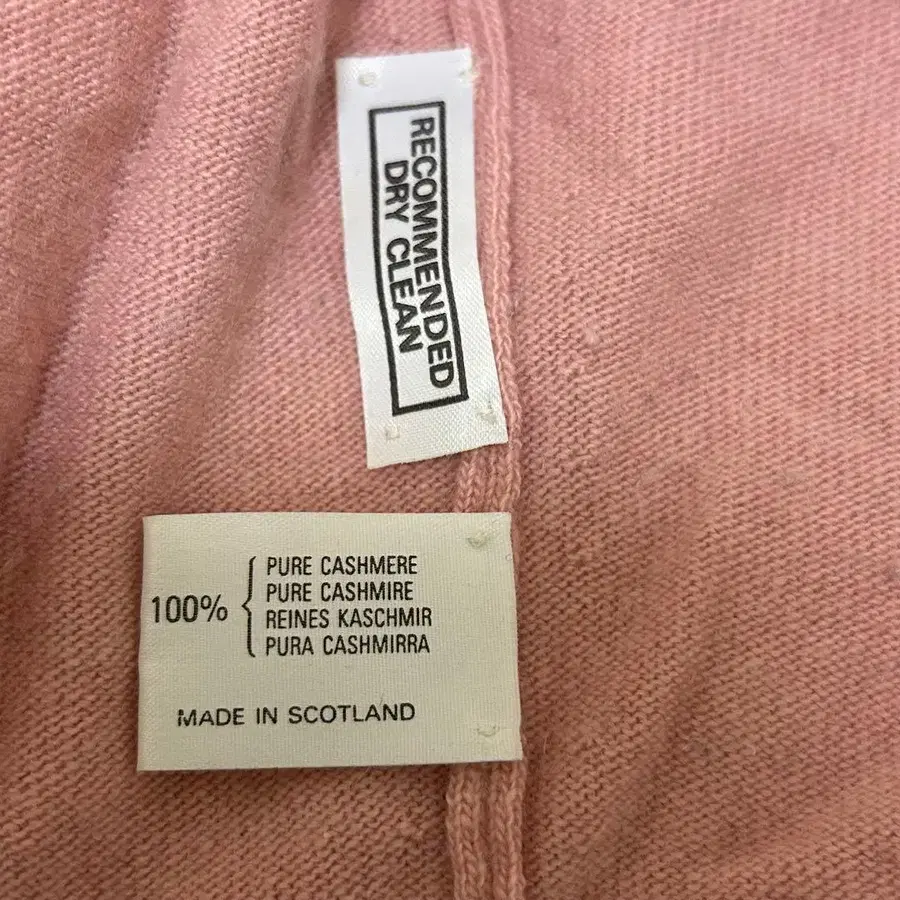 RECOMMENDED
DRY CLEAN
100%
PURE CASHMERE
PURE CASHMIRE
REINES KASCHMIR
PURA CASHMIRRA
MADE IN SCOTLAND